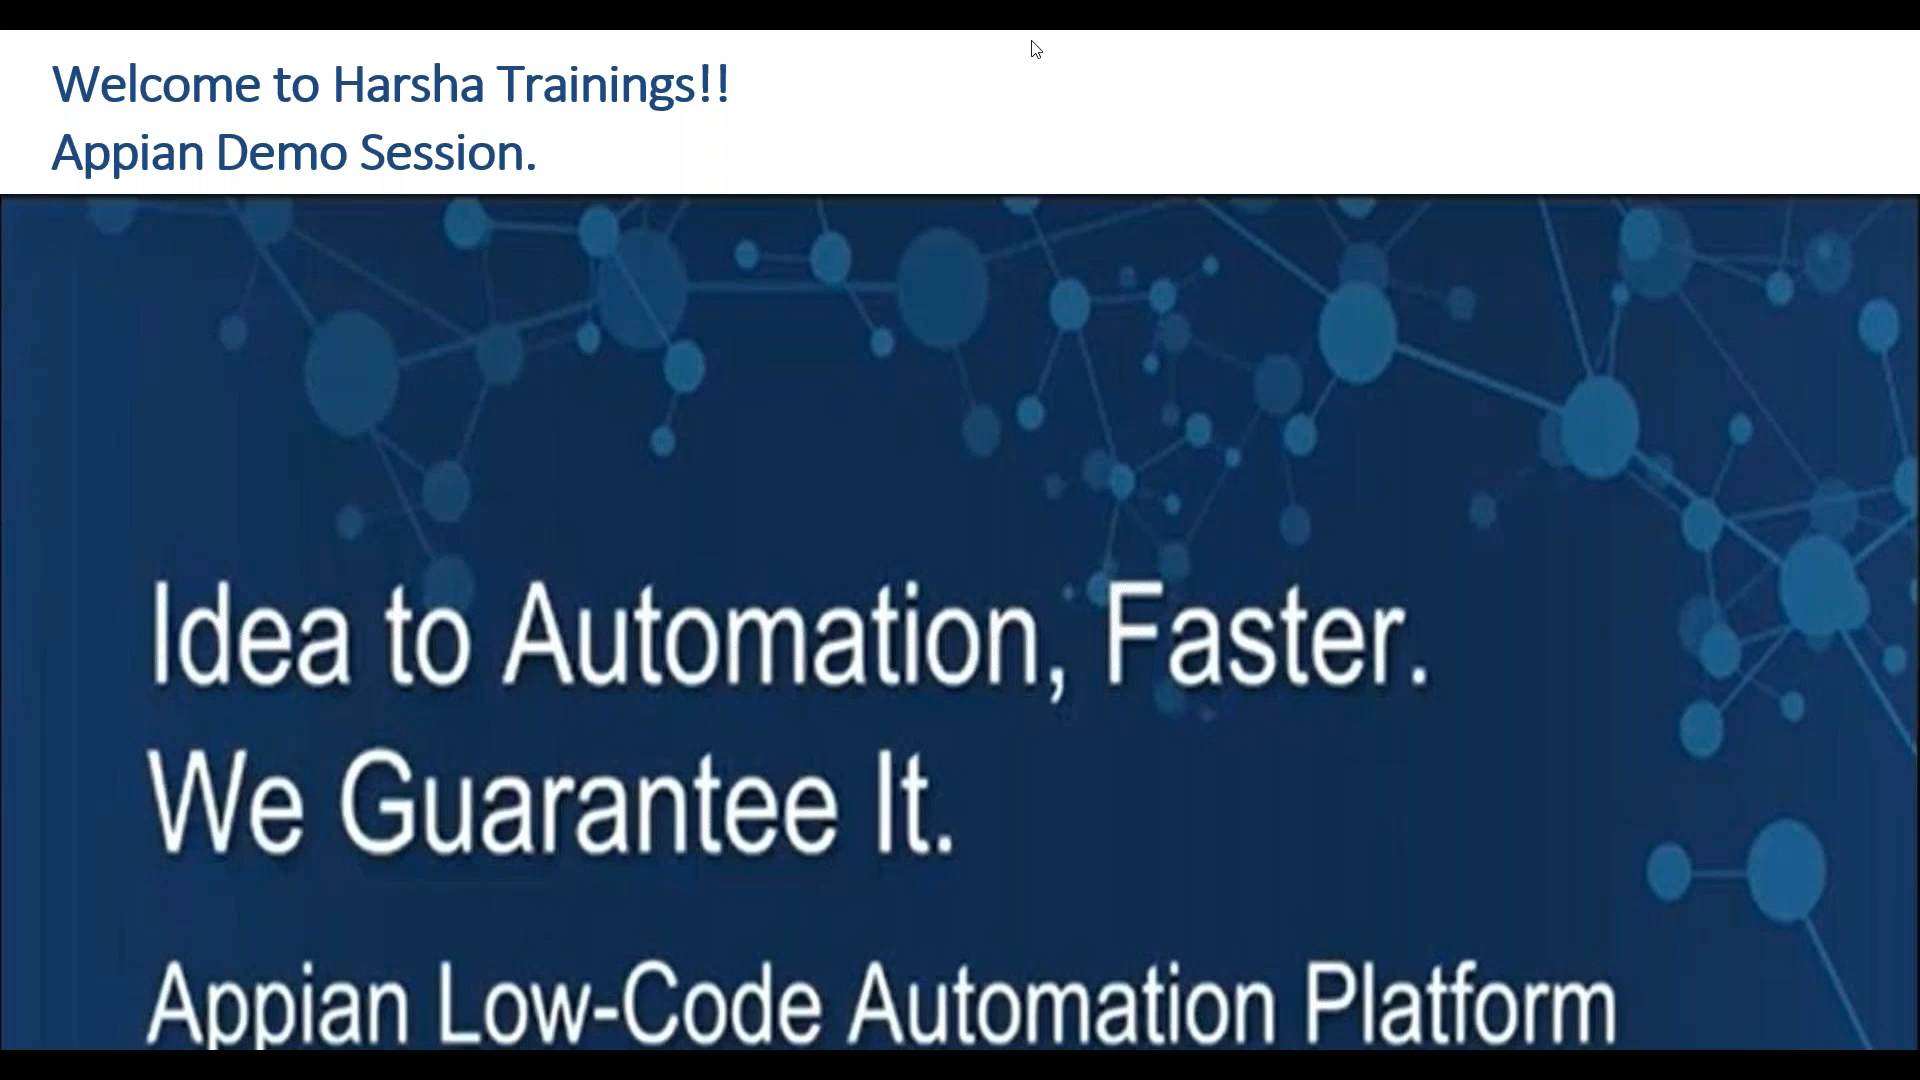 Welcome to Harsha Trainings!!
Appian Demo Session.
Idea to Automation, Faster.
We Guarantee It.
Appian Low-Code Automation Platform